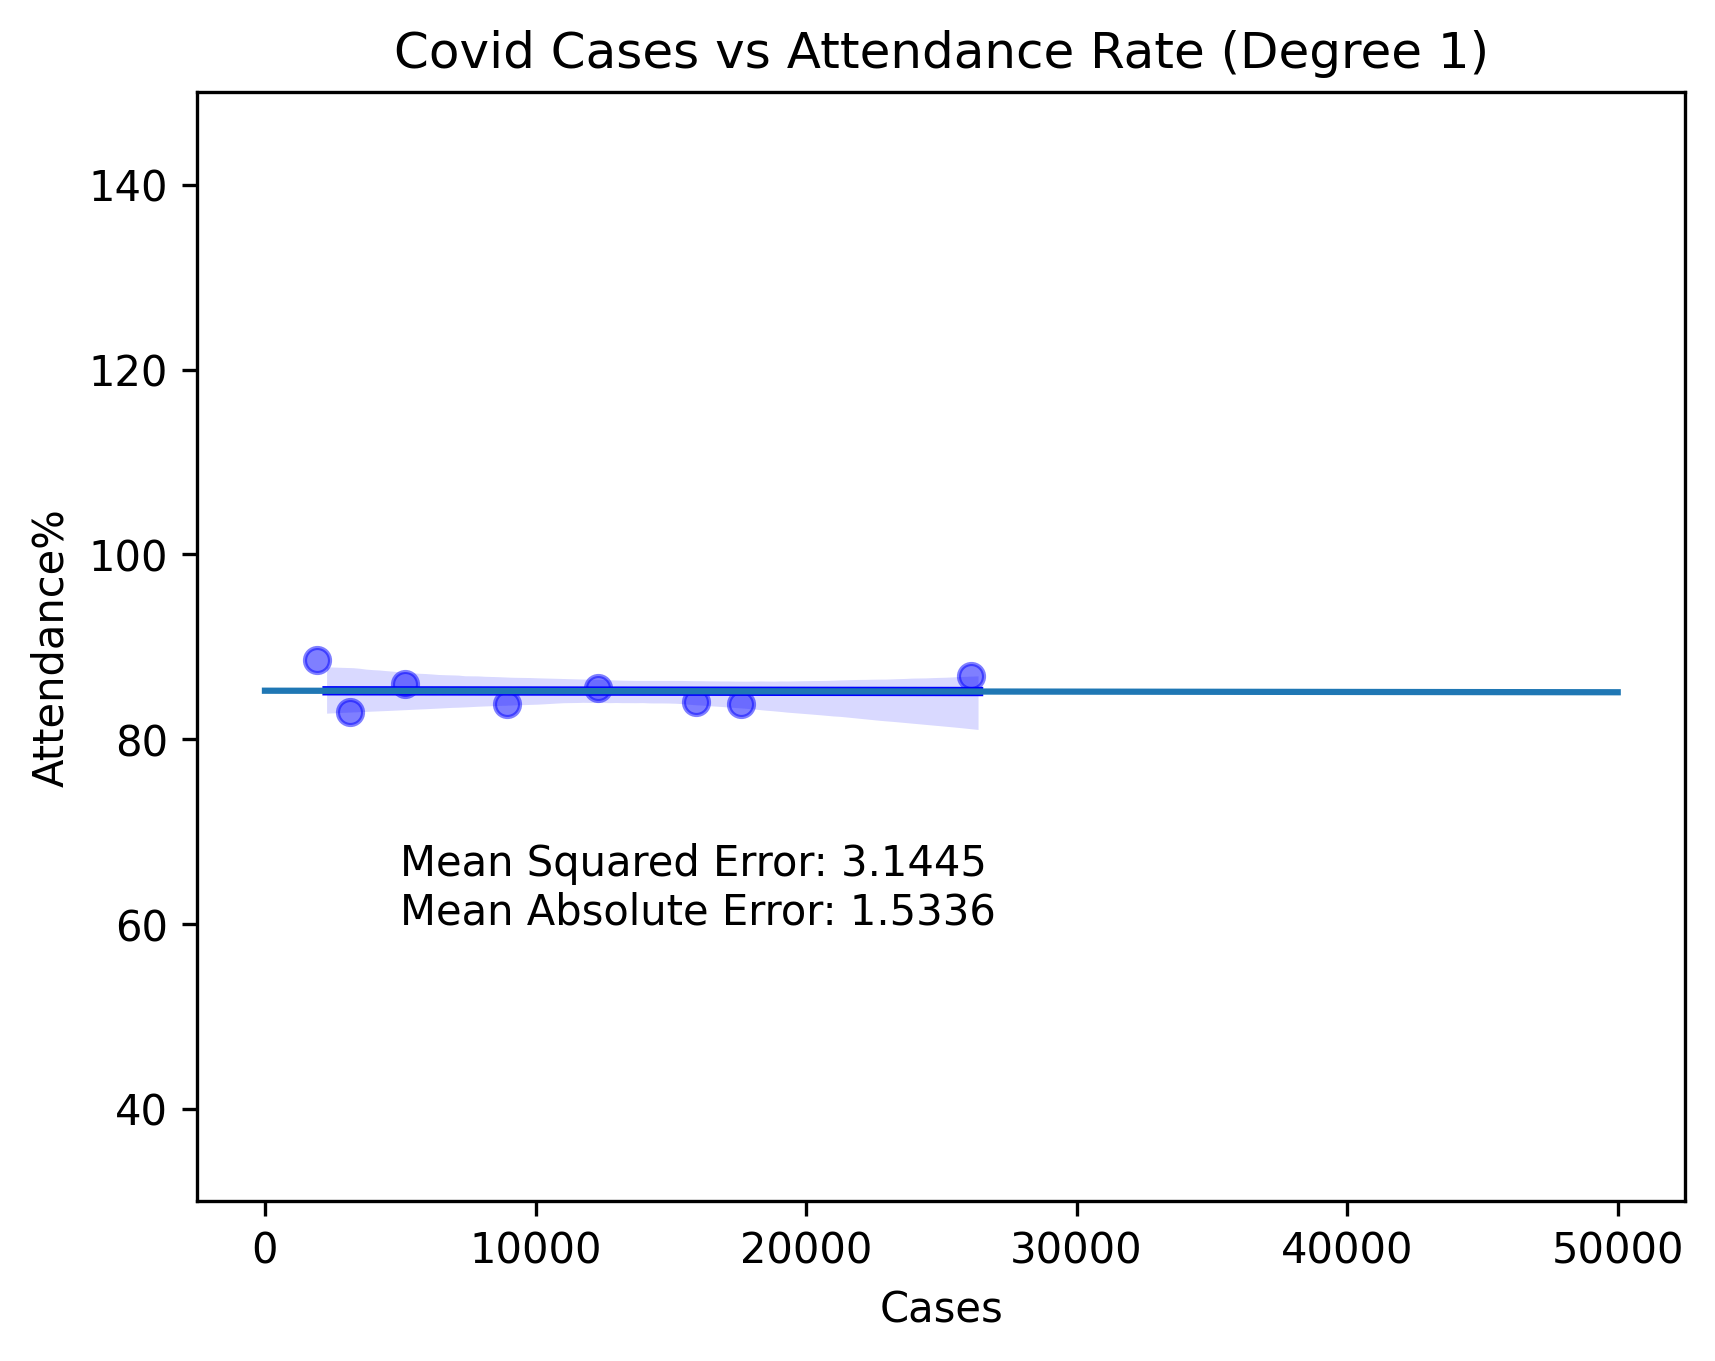 Covid Cases vs Attendance Rate (Degree 1)
140
120
100
80
60
40
Attendance%
Mean Squared Error: 3.1445
Mean Absolute Error: 1.5336
0 10000 20000 30000 40000 50000
Cases